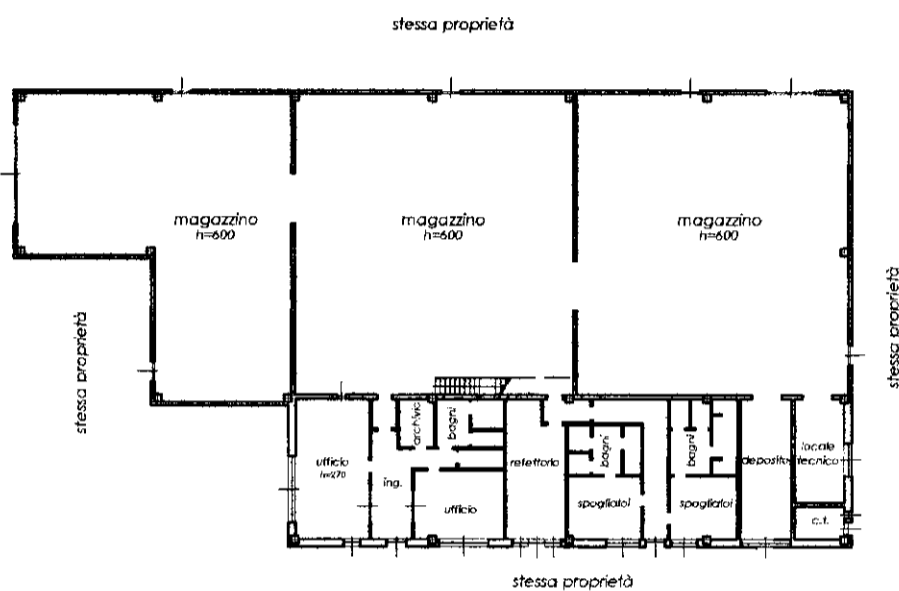 stessa proprietà
magazzino
h=600
magazzino
h=600
magazzino
h=600
stessa proprietà
stessa proprietà
archivio
bagni
bagni
bagni
ufficio
h=270
refettorio
deposito
locale
tecnico
ing.
ufficio
spogliatoi
spogliatoi
c.t.
stessa proprietà